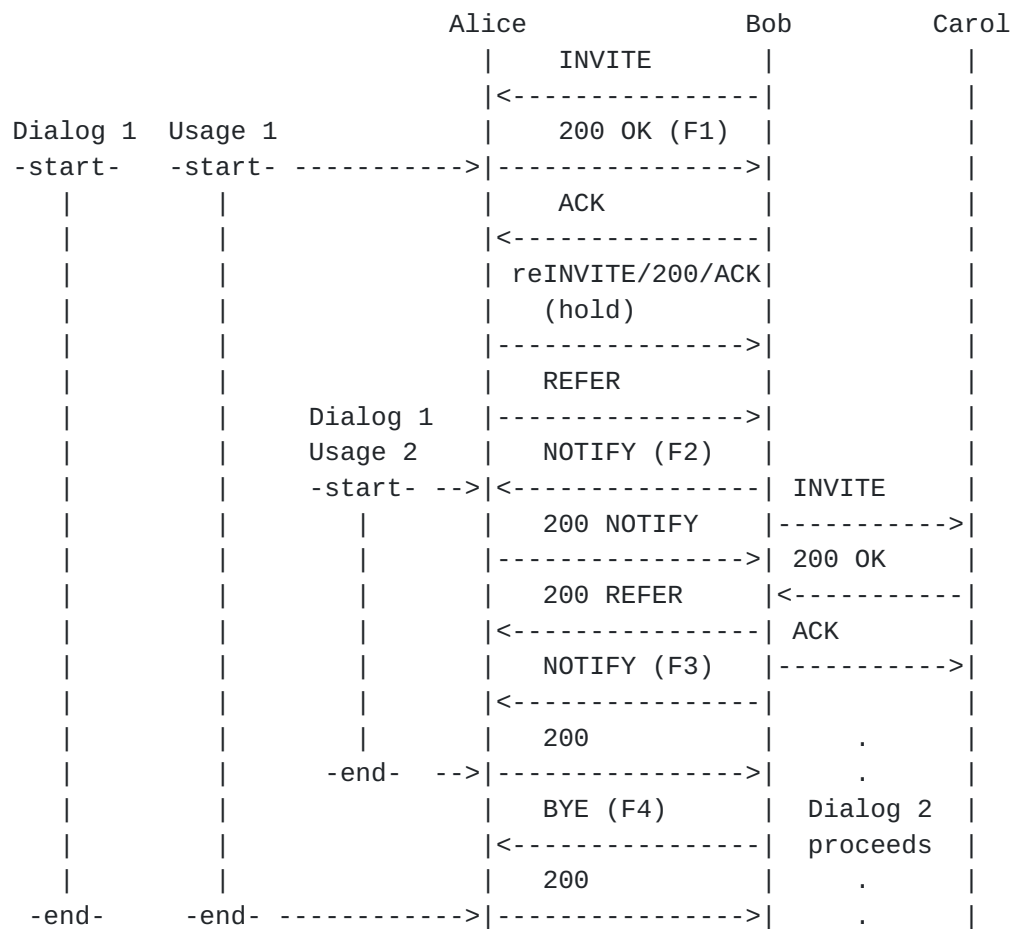 Alice              Bob         Carol
                              |    INVITE       |            |
                              |<----------------|            |
Dialog 1  Usage 1             |    200 OK (F1)  |            |
-start-   -start- ----------->|---------------->|            |
   |         |                |    ACK          |            |
   |         |                |<----------------|            |
   |         |                | reINVITE/200/ACK|            |
   |         |                |   (hold)        |            |
   |         |                |---------------->|            |
   |         |                |   REFER         |            |
   |         |     Dialog 1   |---------------->|            |
   |         |     Usage 2    |   NOTIFY (F2)   |            |
   |         |     -start- -->|<----------------| INVITE     |
   |         |        |       |   200 NOTIFY    |----------->|
   |         |        |       |---------------->| 200 OK     |
   |         |        |       |   200 REFER     |<-----------|
   |         |        |       |<----------------| ACK        |
   |         |        |       |   NOTIFY (F3)   |----------->|
   |         |        |       |<----------------|            |
   |         |        |       |   200           |     .      |
   |         |      -end-  -->|---------------->|     .      |
   |         |                |   BYE (F4)      |  Dialog 2  |
   |         |                |<----------------|  proceeds  |
   |         |                |   200           |     .      |
 -end-     -end- ------------>|---------------->|     .      |